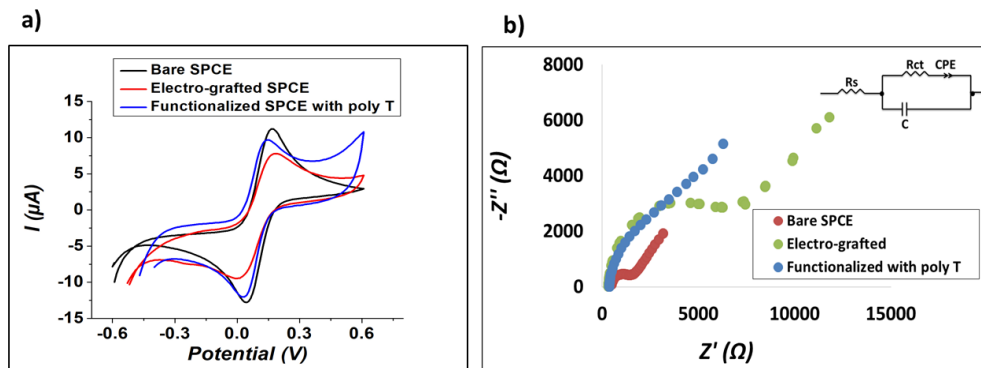 a)
Bare SPCE
Electro-grafted SPCE
Functionalized SPCE with poly T
15
10
5
0
-5
-10
-15
I (µA)
-0.6 -0.3 0.0 0.3 0.6
Potential (V)
b)
8000
6000
4000
2000
0
-Z'' (Ω)
Rs
Rct CPE
C
Bare SPCE
Electro-grafted
Functionalized with poly T
0 5000 10000 15000
Z' (Ω)